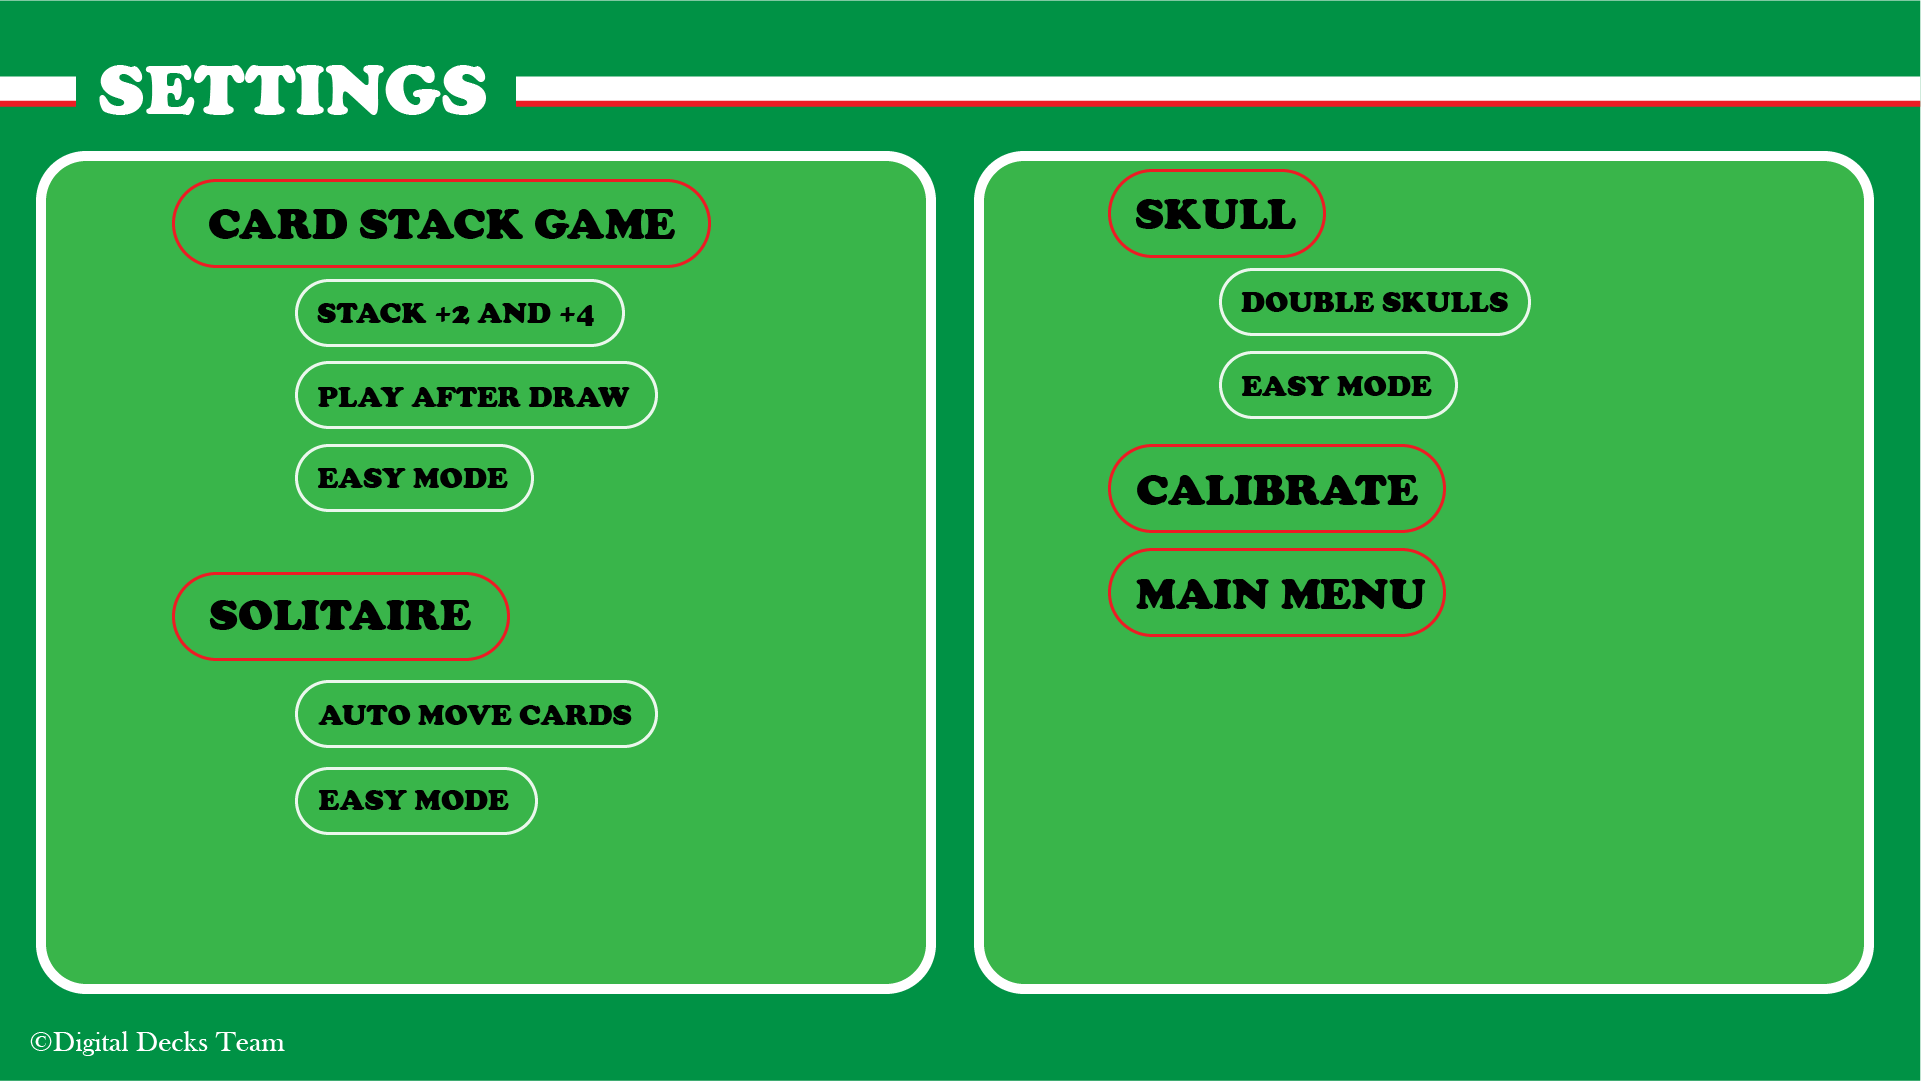 SETTINGS
CARD STACK GAME
STACK +2 AND +4
PLAY AFTER DRAW
EASY MODE
SOLITAIRE
AUTO MOVE CARDS
EASY MODE
SKULL
DOUBLE SKULLS
EASY MODE
CALIBRATE
MAIN MENU
©Digital Decks Team